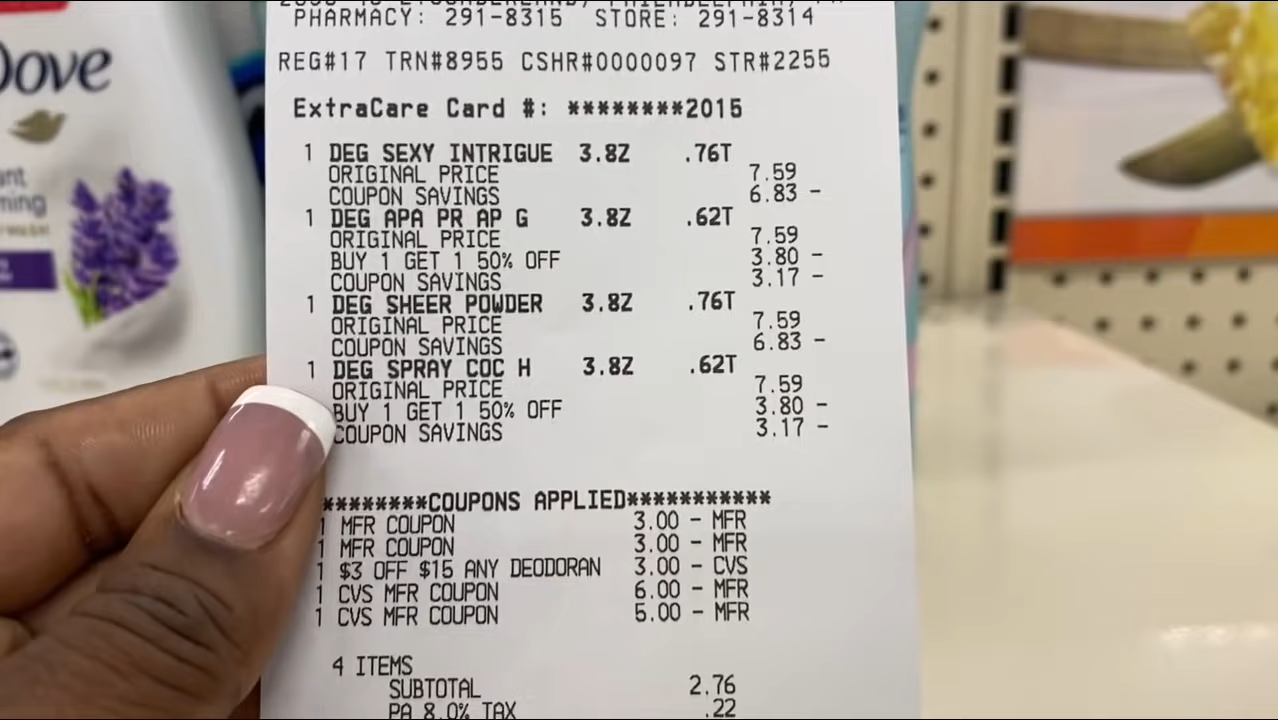 Dove
PHARMACY: 291-8315 STORE: 291-8314
REG#17 TRN#8955 CSHR#0000097 STR#2255
ExtraCare Card #: ********2015
1 DEG SEXY INTRIGUE 3.8Z .76T
ORIGINAL PRICE 7.59
COUPON SAVINGS 6.83 -
1 DEG APA PR AP G 3.8Z .62T
ORIGINAL PRICE 7.59
BUY 1 GET 1 50% OFF 3.80 -
COUPON SAVINGS 3.17 -
1 DEG SHEER POWDER 3.8Z .76T
ORIGINAL PRICE 7.59
COUPON SAVINGS 6.83 -
1 DEG SPRAY COC H 3.8Z .62T
ORIGINAL PRICE 7.59
BUY 1 GET 1 50% OFF 3.80 -
COUPON SAVINGS 3.17 -
********COUPONS APPLIED***********
1 MFR COUPON 3.00 - MFR
1 MFR COUPON 3.00 - MFR
1 $3 OFF $15 ANY DEODORAN 3.00 - CVS
1 CVS MFR COUPON 6.00 - MFR
1 CVS MFR COUPON 5.00 - MFR
4 ITEMS
SUBTOTAL 2.76
PA 8.0% TAX .22